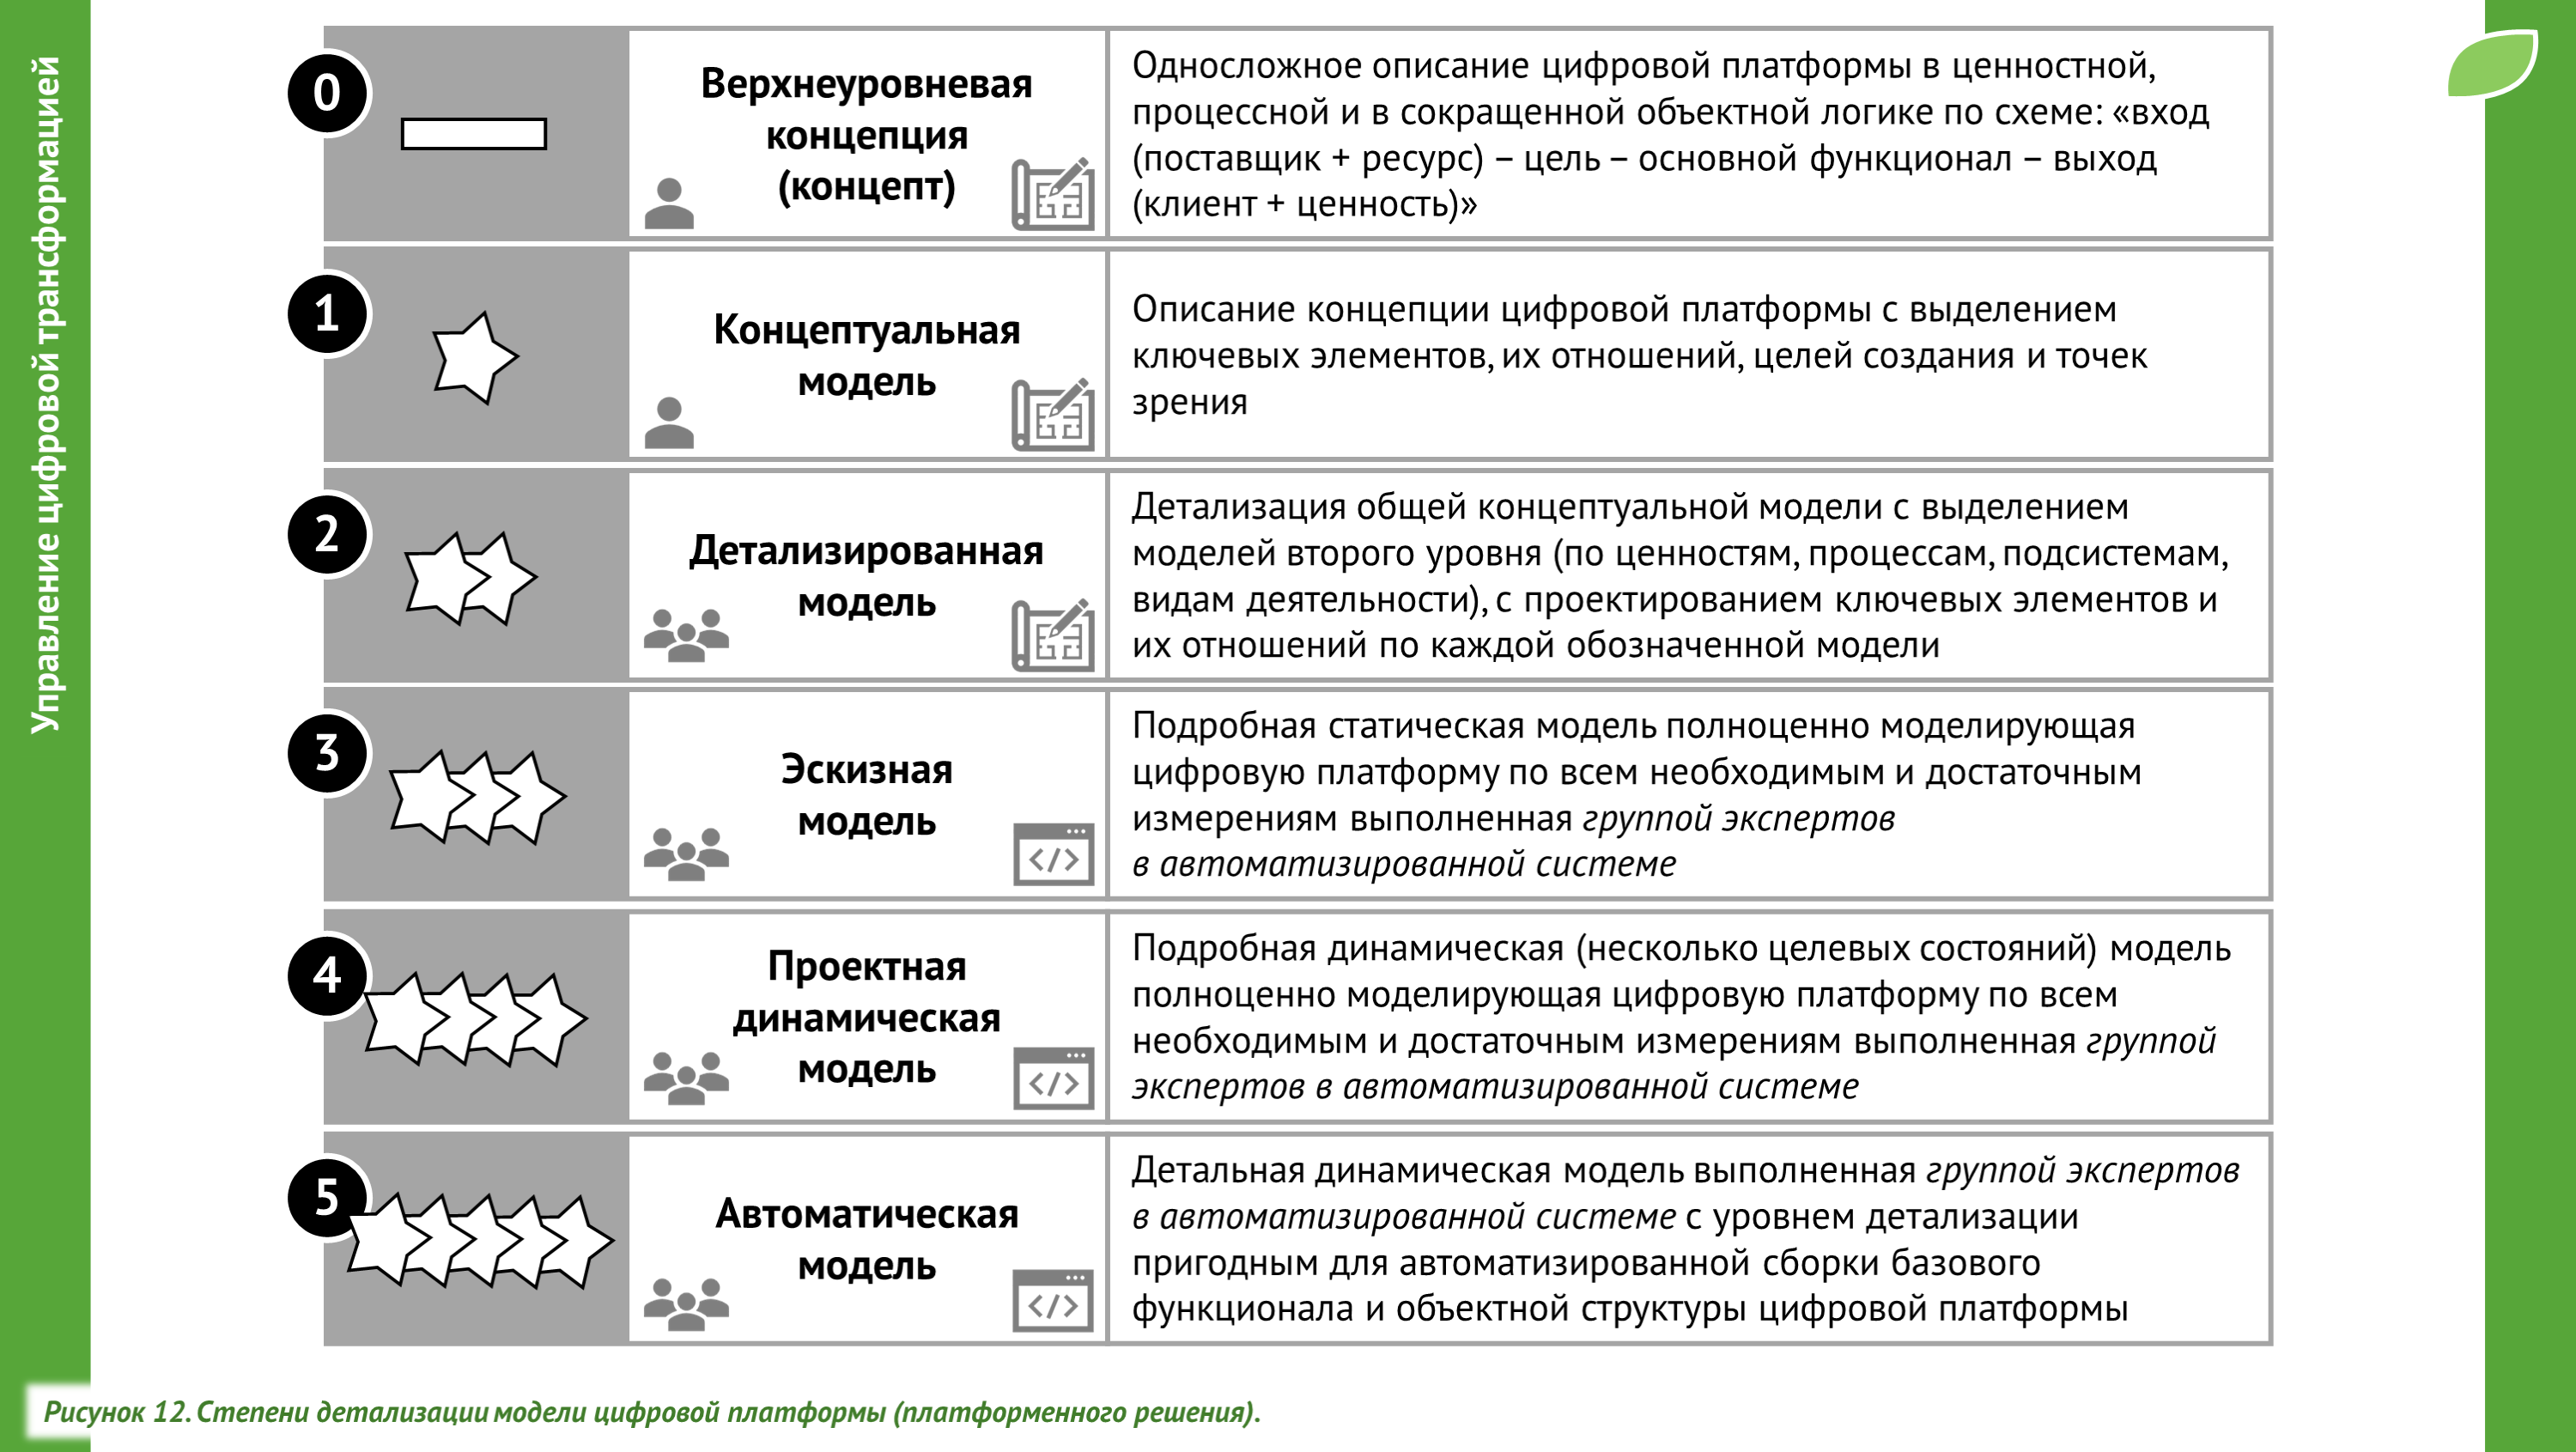 Управление цифровой трансформацией
0
Верхнеуровневая
концепция
(концепт)
Односложное описание цифровой платформы в ценностной,
процессной и в сокращенной объектной логике по схеме: «вход
(поставщик + ресурс) – цель – основной функционал – выход
(клиент + ценность)»
1
Концептуальная
модель
Описание концепции цифровой платформы с выделением
ключевых элементов, их отношений, целей создания и точек
зрения
2
Детализированная
модель
Детализация общей концептуальной модели с выделением
моделей второго уровня (по ценностям, процессам, подсистемам,
видам деятельности), с проектированием ключевых элементов и
их отношений по каждой обозначенной модели
3
Эскизная
модель
Подробная статическая модель полноценно моделирующая
цифровую платформу по всем необходимым и достаточным
измерениям выполненная группой экспертов
в автоматизированной системе
4
Проектная
динамическая
модель
Подробная динамическая (несколько целевых состояний) модель
полноценно моделирующая цифровую платформу по всем
необходимым и достаточным измерениям выполненная группой
экспертов в автоматизированной системе
5
Автоматическая
модель
Детальная динамическая модель выполненная группой экспертов
в автоматизированной системе с уровнем детализации
пригодным для автоматизированной сборки базового
функционала и объектной структуры цифровой платформы
Рисунок 12. Степени детализации модели цифровой платформы (платформенного решения).